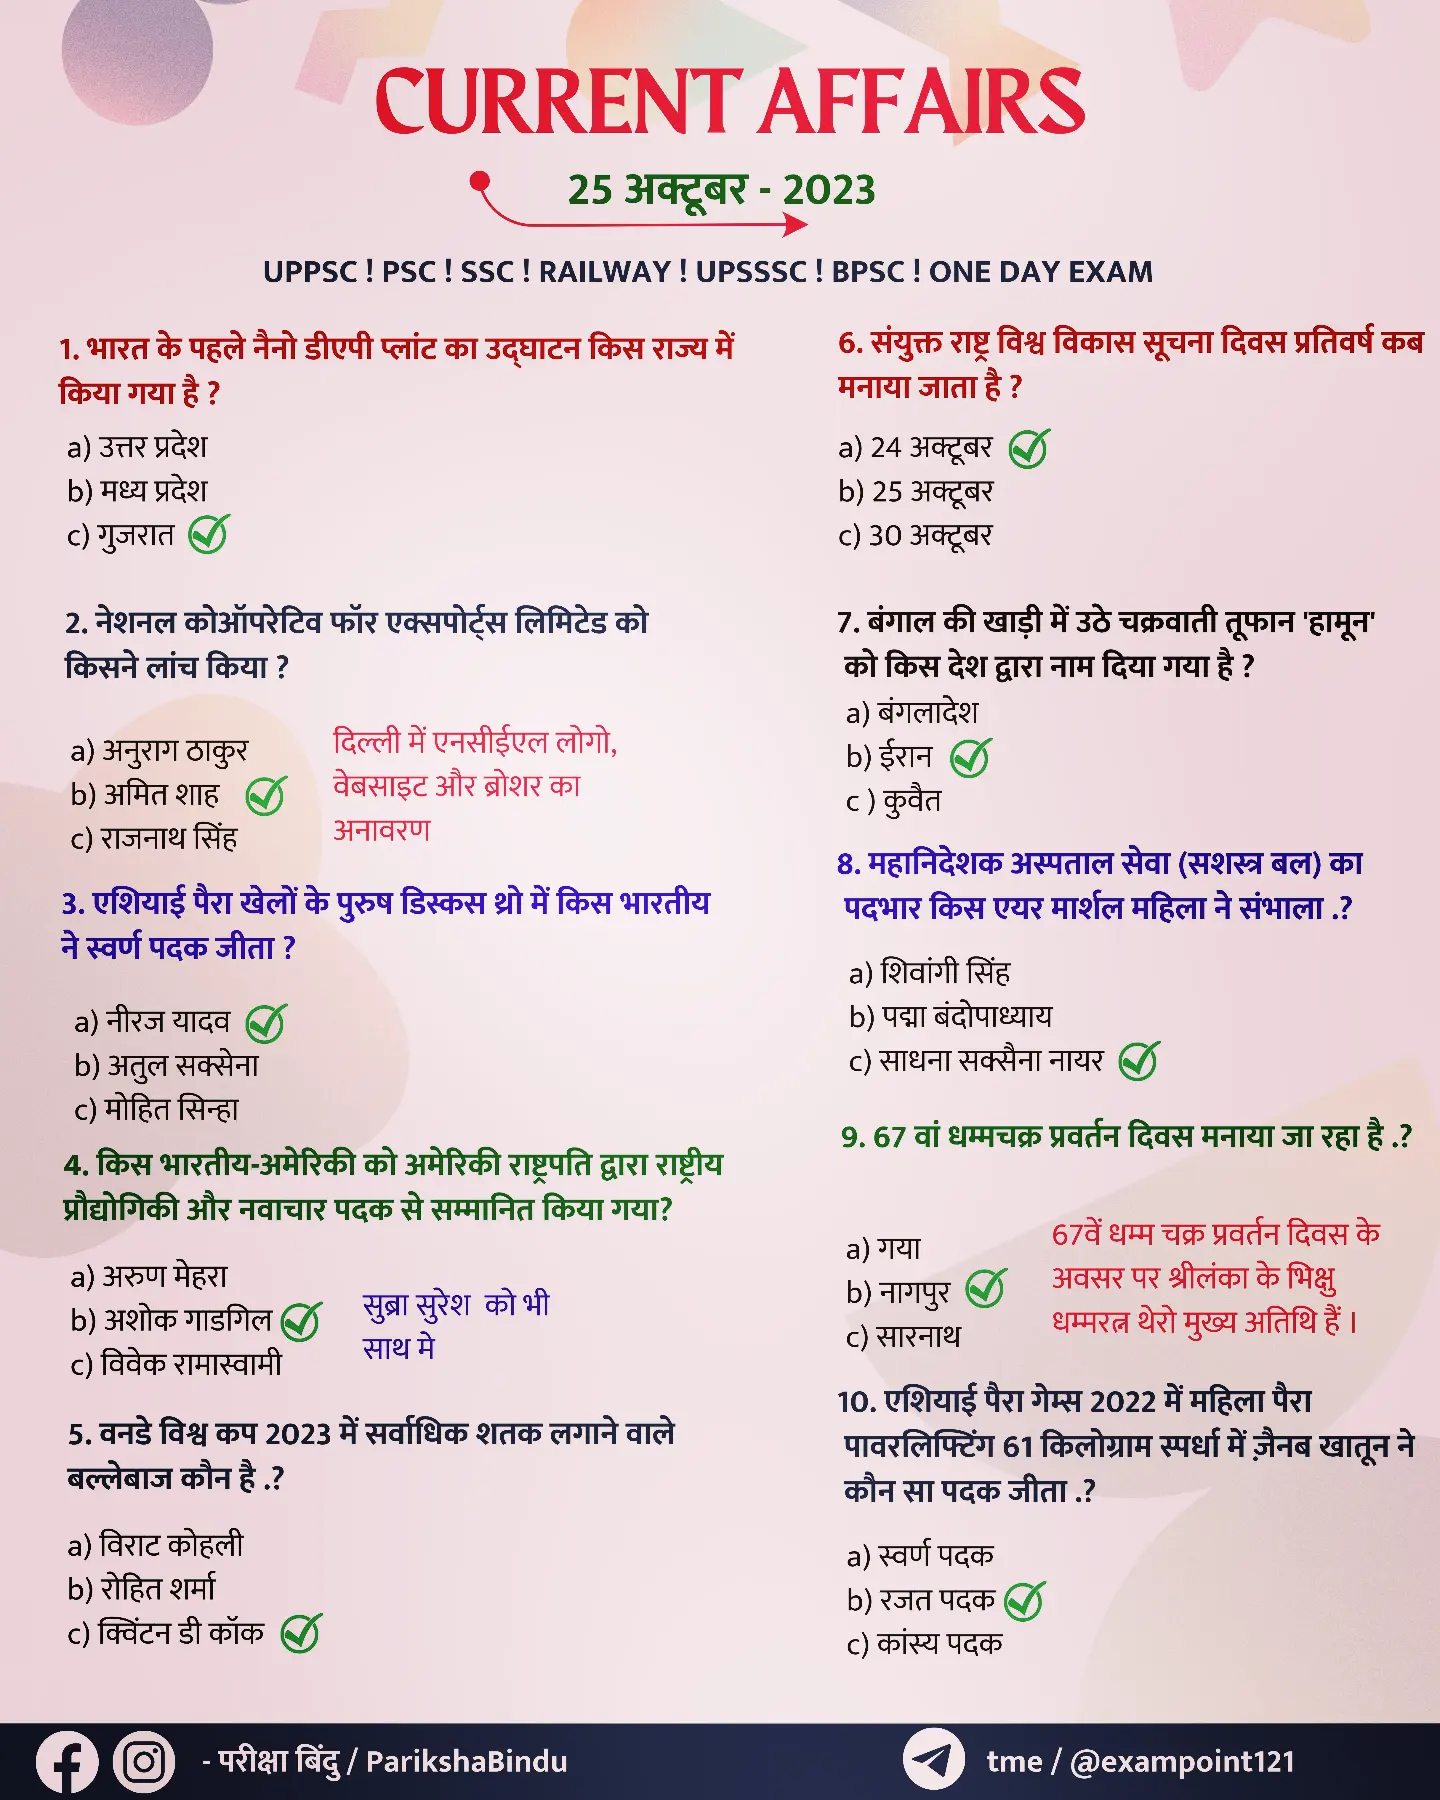 CURRENT AFFAIRS
25 अक्टूबर - 2023
UPPSC ! PSC ! SSC ! RAILWAY ! UPSSSC ! BPSC ! ONE DAY EXAM
1. भारत के पहले नैनो डीएपी प्लांट का उद्घाटन किस राज्य में
किया गया है ?
a) उत्तर प्रदेश
b) मध्य प्रदेश
c) गुजरात
2. नेशनल कोऑपरेटिव फॉर एक्सपोर्ट्स लिमिटेड को
किसने लांच किया ?
a) अनुराग ठाकुर
b) अमित शाह
c) राजनाथ सिंह
दिल्ली में एनसीईएल लोगो,
वेबसाइट और ब्रोशर का
अनावरण
3. एशियाई पैरा खेलों के पुरुष डिस्कस थ्रो में किस भारतीय
ने स्वर्ण पदक जीता ?
a) नीरज यादव
b) अतुल सक्सेना
c) मोहित सिन्हा
4. किस भारतीय-अमेरिकी को अमेरिकी राष्ट्रपति द्वारा राष्ट्रीय
प्रौद्योगिकी और नवाचार पदक से सम्मानित किया गया?
a) अरुण मेहरा
b) अशोक गाडगिल
c) विवेक रामास्वामी
सुब्रा सुरेश को भी
साथ मे
5. वनडे विश्व कप 2023 में सर्वाधिक शतक लगाने वाले
बल्लेबाज कौन है .?
a) विराट कोहली
b) रोहित शर्मा
c) क्विंटन डी कॉक
6. संयुक्त राष्ट्र विश्व विकास सूचना दिवस प्रतिवर्ष कब
मनाया जाता है ?
a) 24 अक्टूबर
b) 25 अक्टूबर
c) 30 अक्टूबर
7. बंगाल की खाड़ी में उठे चक्रवाती तूफान 'हामून'
को किस देश द्वारा नाम दिया गया है ?
a) बंगलादेश
b) ईरान
c ) कुवैत
8. महानिदेशक अस्पताल सेवा (सशस्त्र बल) का
पदभार किस एयर मार्शल महिला ने संभाला .?
a) शिवांगी सिंह
b) पद्मा बंदोपाध्याय
c) साधना सक्सैना नायर
9. 67 वां धम्मचक्र प्रवर्तन दिवस मनाया जा रहा है .?
a) गया
b) नागपुर
c) सारनाथ
67वें धम्म चक्र प्रवर्तन दिवस के
अवसर पर श्रीलंका के भिक्षु
धम्मरत्न थेरो मुख्य अतिथि हैं ।
10. एशियाई पैरा गेम्स 2022 में महिला पैरा
पावरलिफ्टिंग 61 किलोग्राम स्पर्धा में ज़ैनब खातून ने
कौन सा पदक जीता .?
a) स्वर्ण पदक
b) रजत पदक
c) कांस्य पदक
- परीक्षा बिंदु / ParikshaBindu
tme / @exampoint121